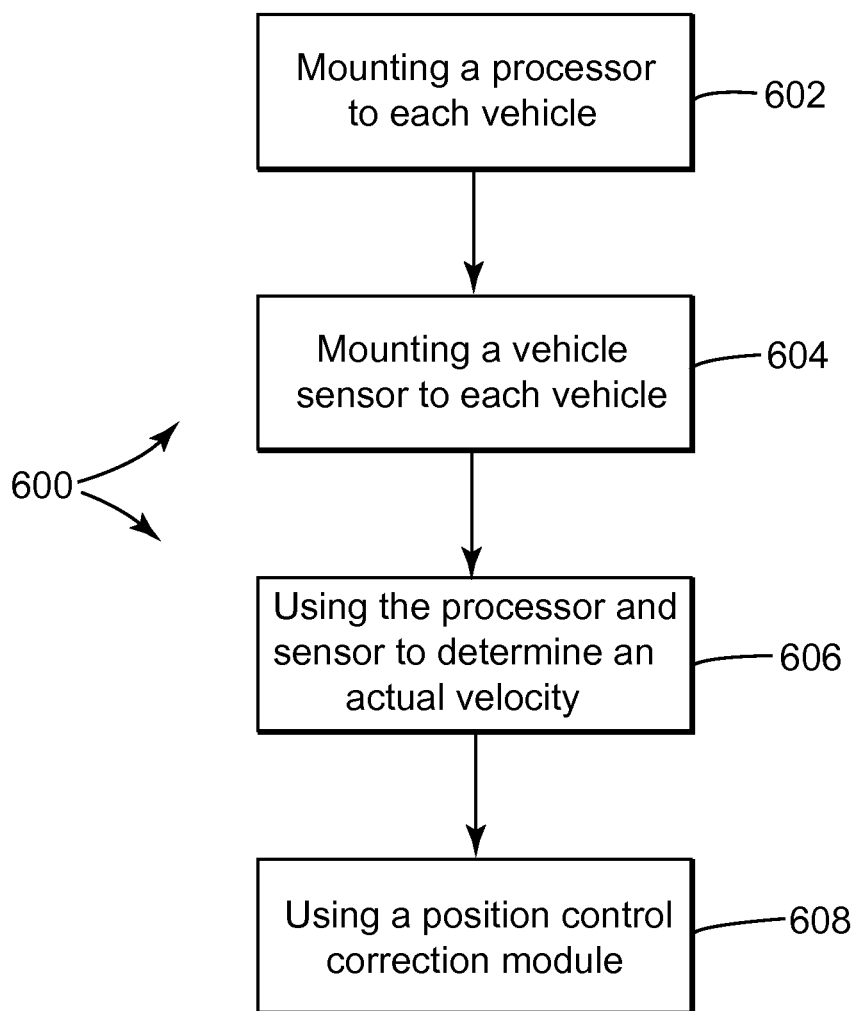 Mounting a processor
to each vehicle
602
Mounting a vehicle
sensor to each vehicle
604
600
Using the processor and
sensor to determine an
actual velocity
606
Using a position control
correction module
608